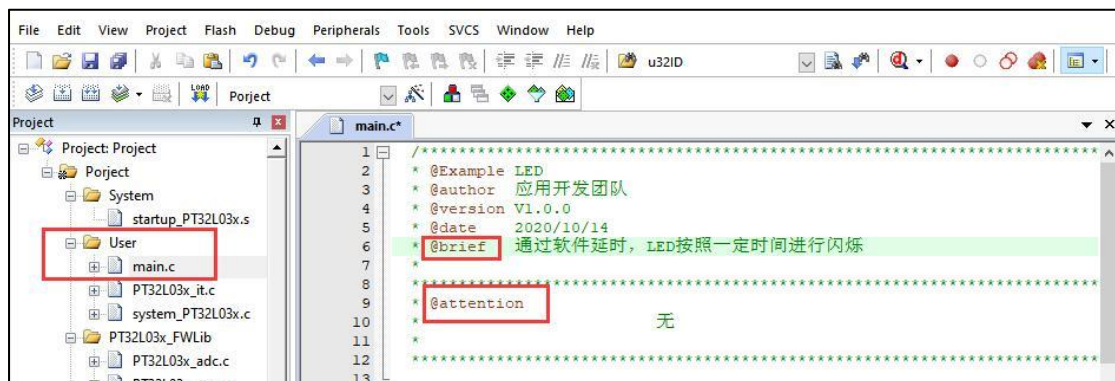 File Edit View Project Flash Debug Peripherals Tools SVCS Window Help
u32ID
LOAD Porject
Project
main.c*
Project: Project
Porject
System
startup_PT32L03x.s
User
main.c
PT32L03x_it.c
system_PT32L03x.c
PT32L03x_FWLib
PT32L03x_adc.c
1 /*************************************************************************
2 * @Example LED
3 * @author 应用开发团队
4 * @version V1.0.0
5 * @date 2020/10/14
6 * @brief 通过软件延时，LED按照一定时间进行闪烁
7 *
8 *************************************************************************
9 * @attention
10 * 无
11 *
12 *************************************************************************
13